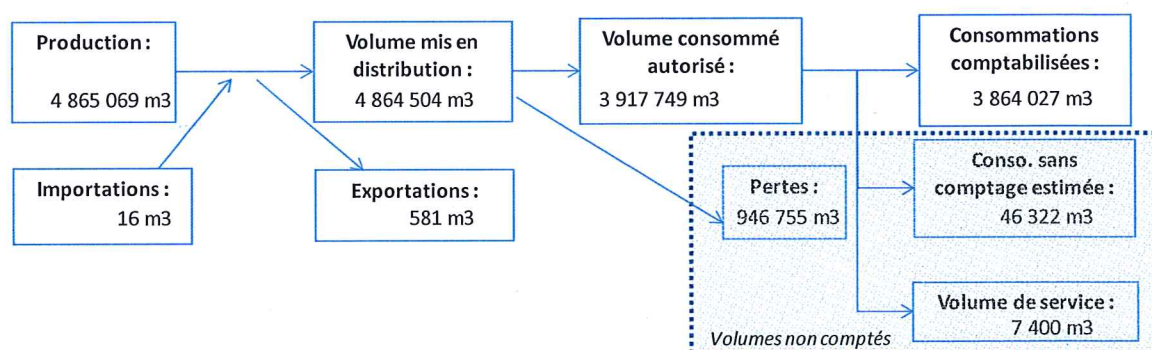 Production :
4 865 069 m3
Volume mis en
distribution :
4 864 504 m3
Volume consommé
autorisé :
3 917 749 m3
Consommations
comptabilisées :
3 864 027 m3
Importations :
16 m3
Exportations :
581 m3
Pertes :
946 755 m3
Conso. sans
comptage estimée :
46 322 m3
Volume de service :
7 400 m3
Volumes non comptés